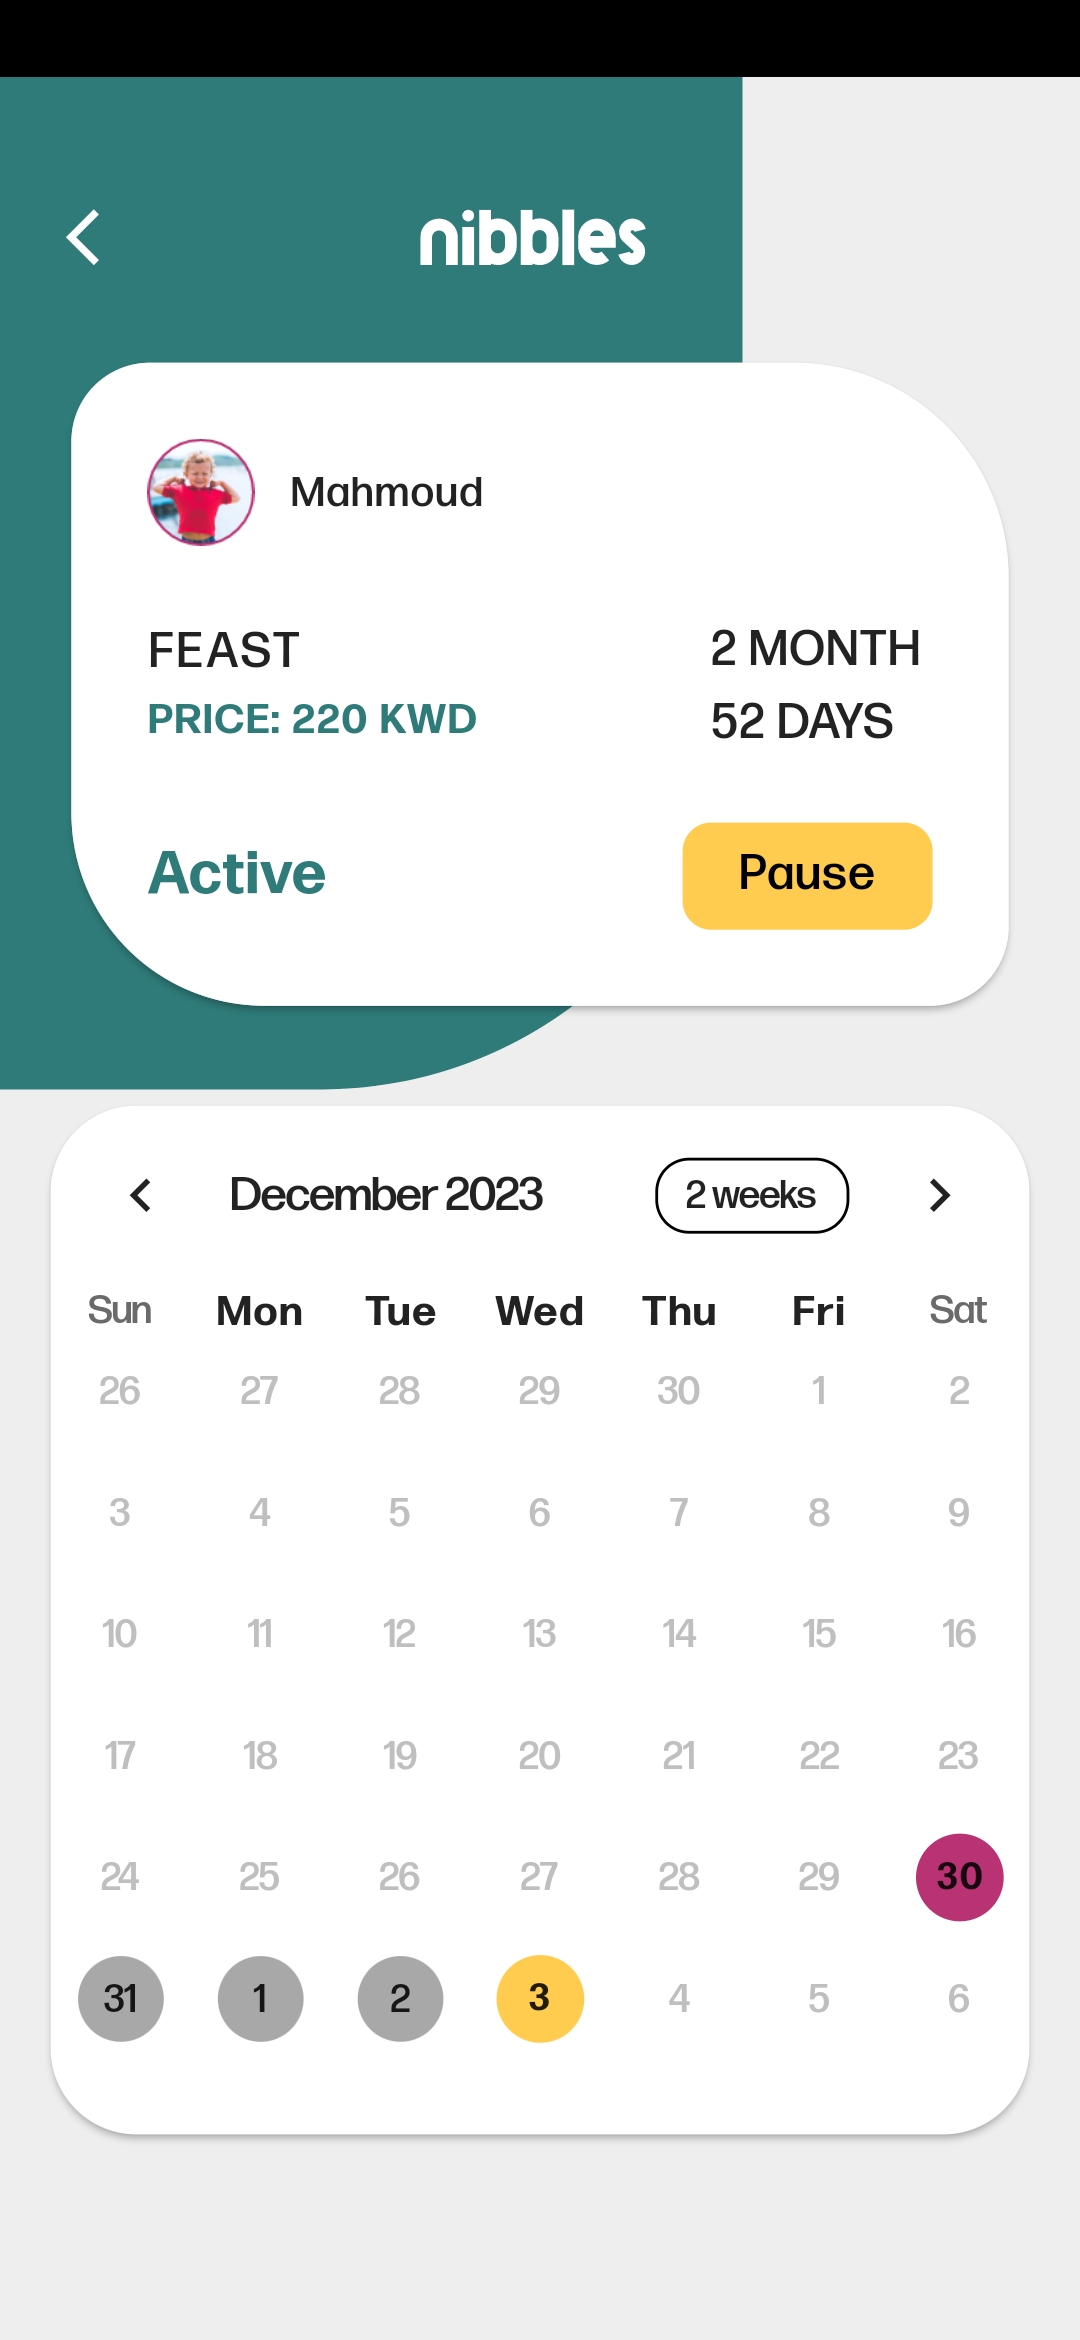 nibbles
Mahmoud
FEAST
2 MONTH
PRICE: 220 KWD
52 DAYS
Active
Pause
December 2023
2 weeks
Sun Mon Tue Wed Thu Fri Sat
26 27 28 29 30 1 2
3 4 5 6 7 8 9
10 11 12 13 14 15 16
17 18 19 20 21 22 23
24 25 26 27 28 29 30
31 1 2 3 4 5 6